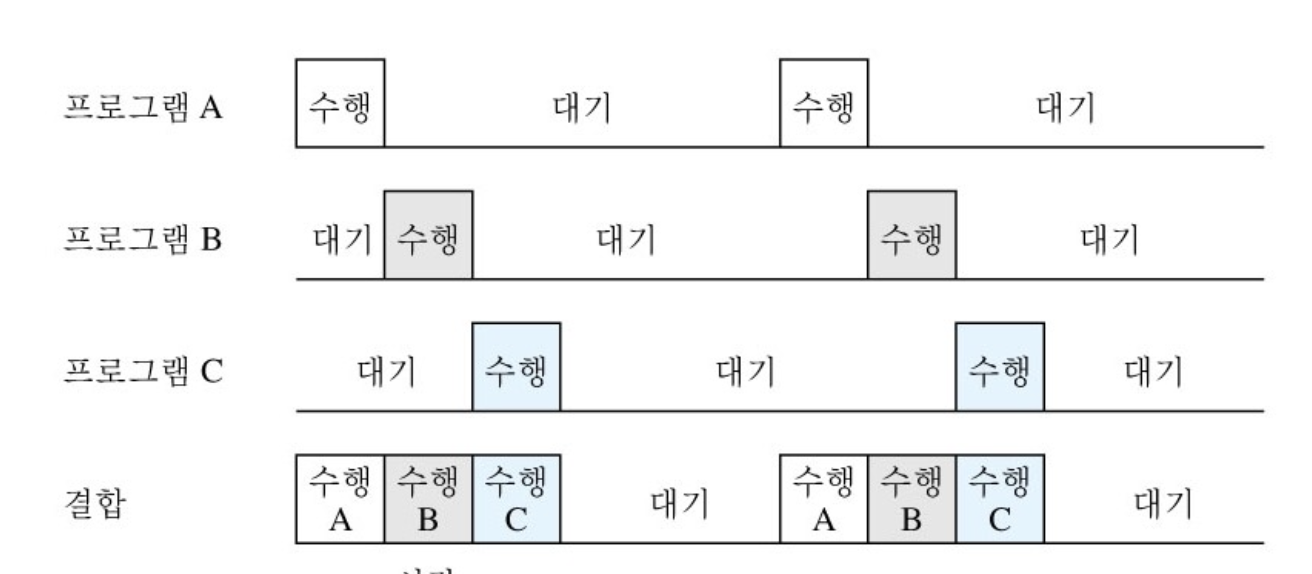 프로그램 A 수행 대기 수행 대기
프로그램 B 대기 수행 대기 수행 대기
프로그램 C 대기 수행 대기 수행 대기
결합 수행 A 수행 B 수행 C 대기 수행 A 수행 B 수행 C 대기